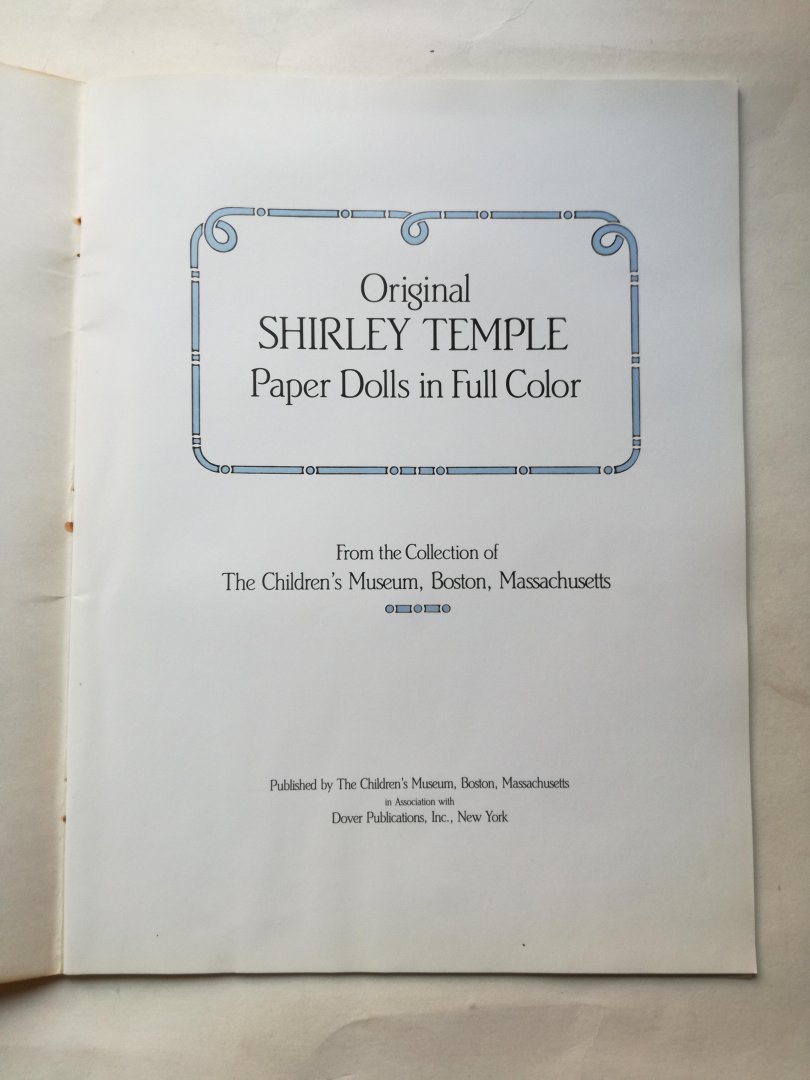 Original
SHIRLEY TEMPLE
Paper Dolls in Full Color
From the Collection of
The Children's Museum, Boston, Massachusetts
Published by The Children's Museum, Boston, Massachusetts
in Association with
Dover Publications, Inc., New York